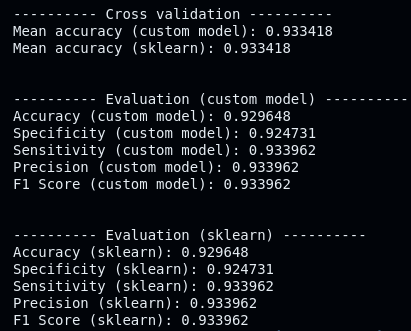 ---------- Cross validation ----------
Mean accuracy (custom model): 0.933418
Mean accuracy (sklearn): 0.933418
---------- Evaluation (custom model) ----------
Accuracy (custom model): 0.929648
Specificity (custom model): 0.924731
Sensitivity (custom model): 0.933962
Precision (custom model): 0.933962
F1 Score (custom model): 0.933962
---------- Evaluation (sklearn) ----------
Accuracy (sklearn): 0.929648
Specificity (sklearn): 0.924731
Sensitivity (sklearn): 0.933962
Precision (sklearn): 0.933962
F1 Score (sklearn): 0.933962